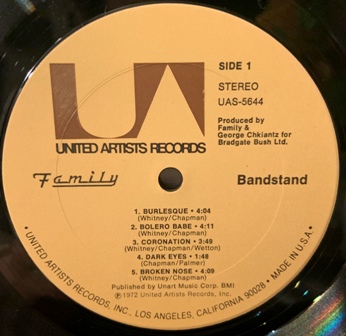 UA
UNITED ARTISTS RECORDS
SIDE 1
STEREO
UAS-5644
Produced by
Family &
George Chkiantz for
Bradgate Bush Ltd.
Family
Bandstand
1. BURLESQUE • 4:04
(Whitney/Chapman)
2. BOLERO BABE • 4:11
(Whitney/Chapman)
3. CORONATION • 3:49
(Whitney/Chapman/Wetton)
4. DARK EYES • 1:48
(Chapman/Palmer)
5. BROKEN NOSE • 4:09
(Whitney/Chapman)
Published by Unart Music Corp. BMI
℗1972 United Artists Records, Inc.
• UNITED ARTISTS RECORDS, INC., LOS ANGELES, CALIFORNIA 90028 • MADE IN U.S.A. •